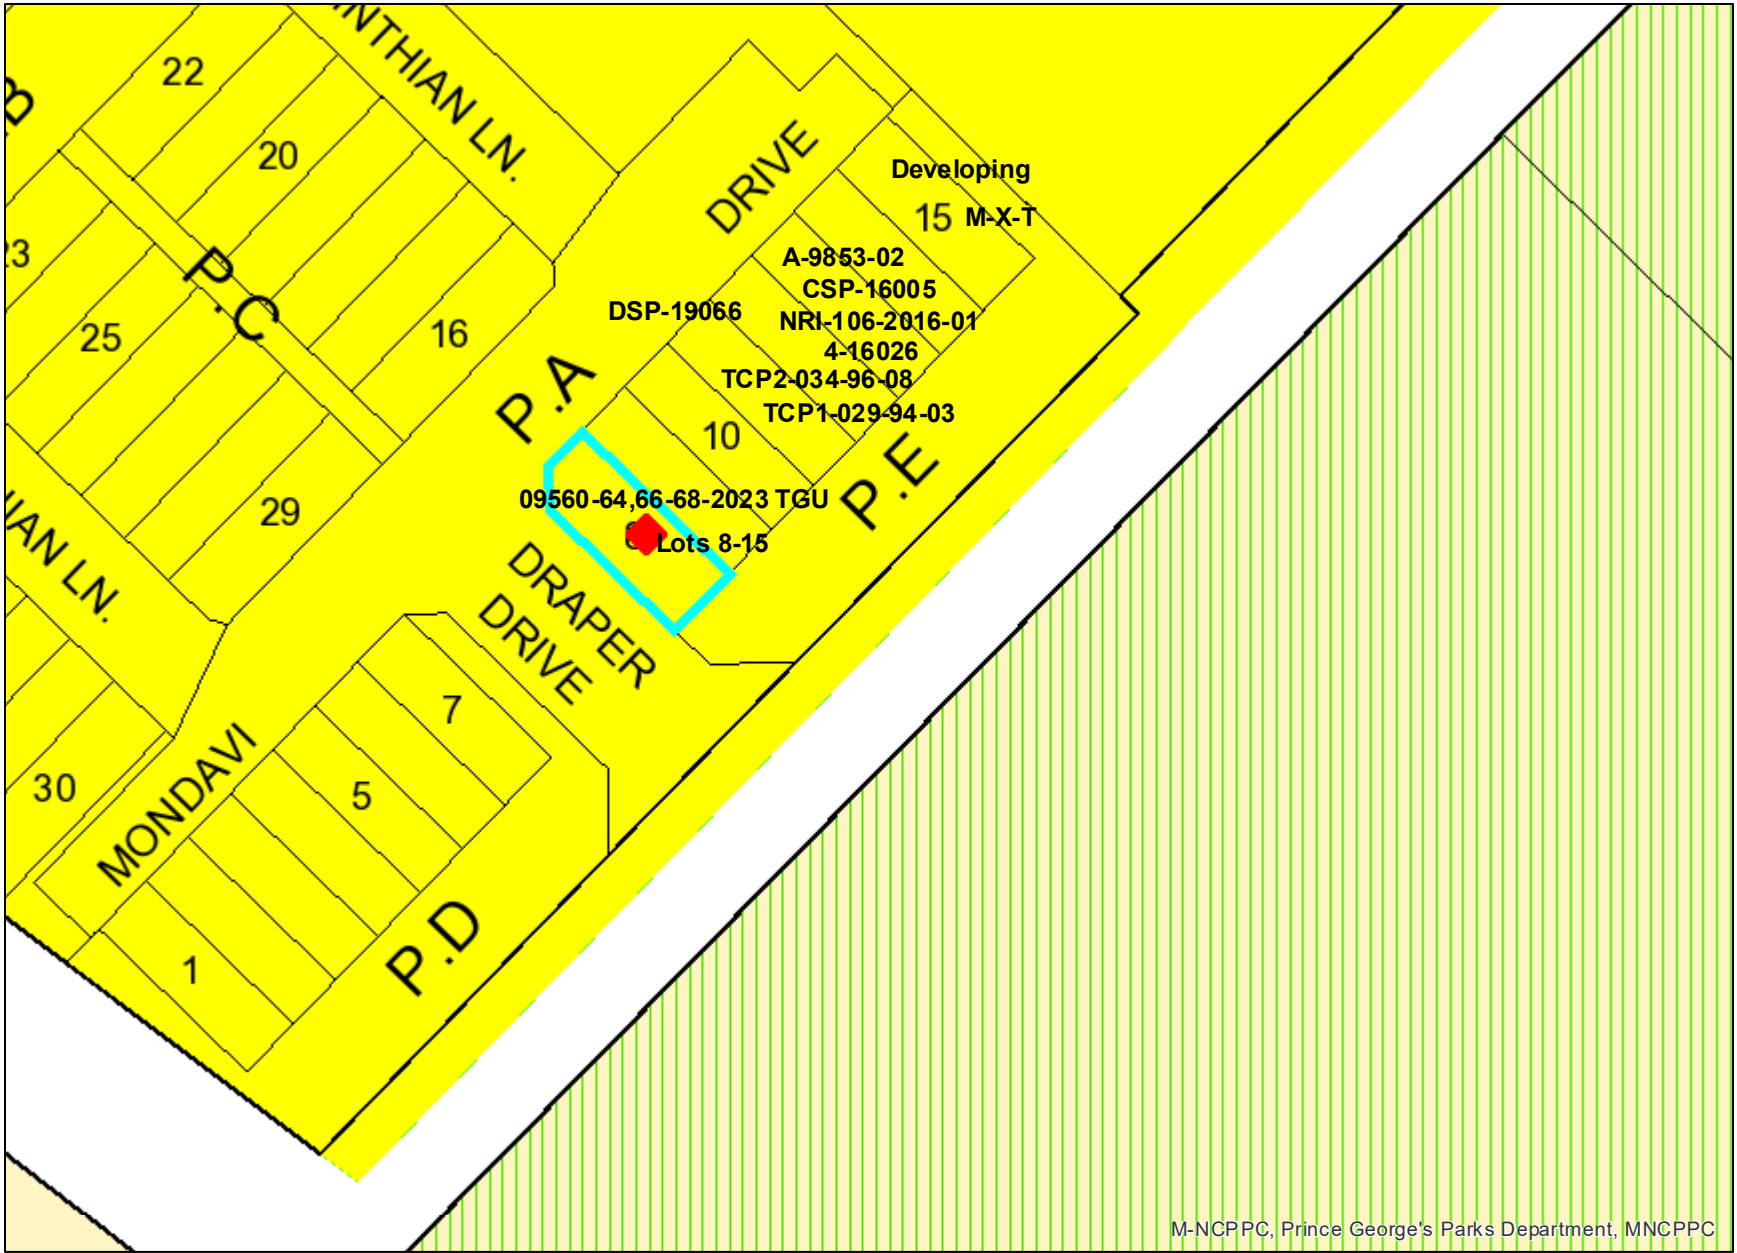 INTHIAN LN.
22
B
20
DRIVE
Developing
15 M-X-T
23
P.C
A-9853-02
CSP-16005
DSP-19066
NRI-106-2016-01
4-16026
25
16
P.A
TCP2-034-96-08
TCP1-029-94-03
10
P.E
29
09560-64,66-68-2023 TGU
Lots 8-15
IAN LN.
DRAPER
DRIVE
7
30
5
MONDAVI
P.D
1
M-NCPPC, Prince George's Parks Department, MNCPPC